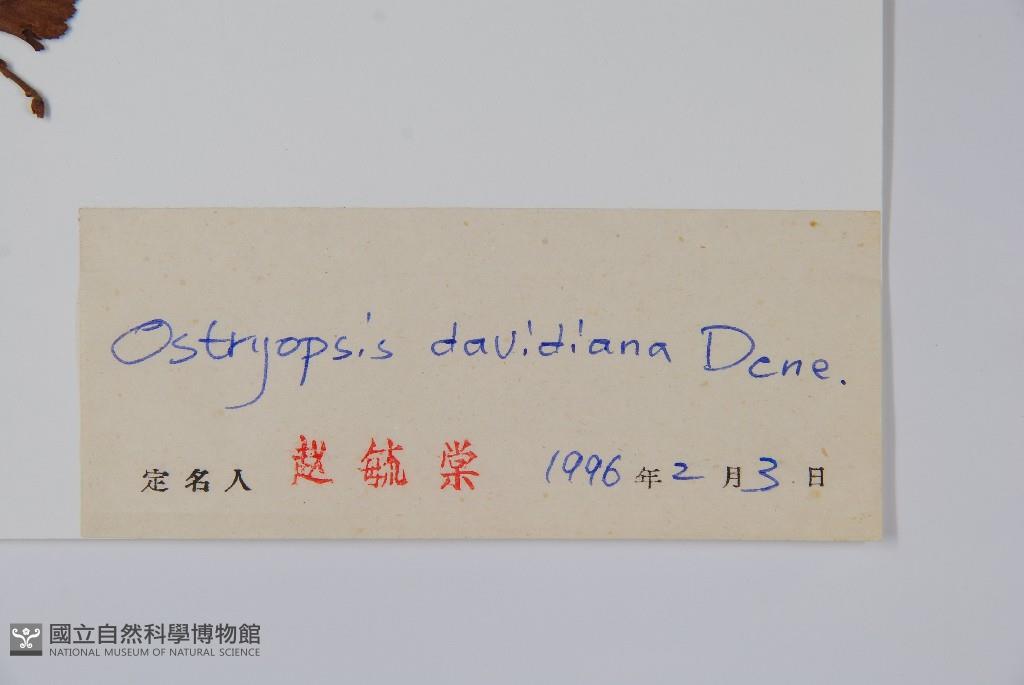 Ostryopsis davidiana Dcne.
定名人 赵毓棠 1996年2月3日
國立自然科學博物館
NATIONAL MUSEUM OF NATURAL SCIENCE